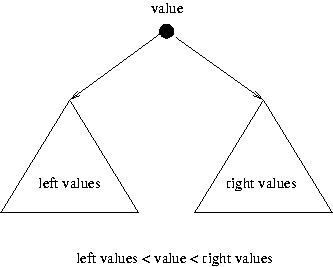 value
left values
right values
left values < value < right values